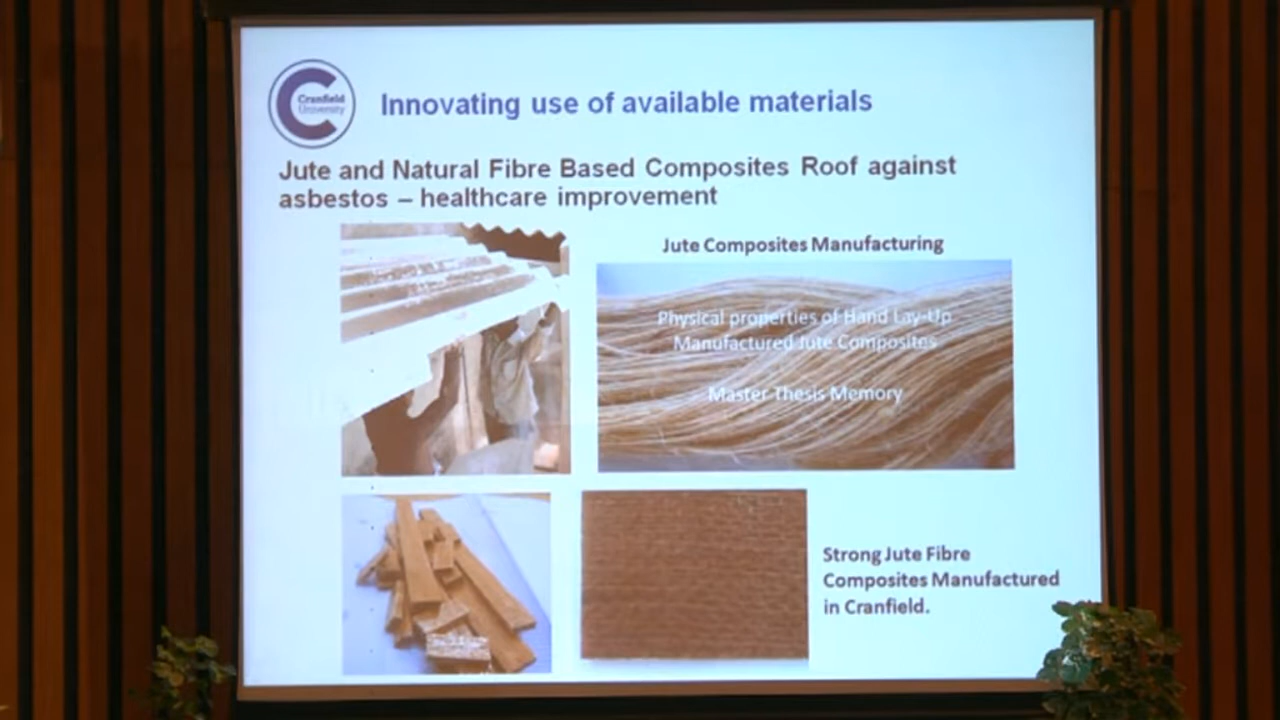 Cranfield
University
Innovating use of available materials
Jute and Natural Fibre Based Composites Roof against
asbestos – healthcare improvement
Jute Composites Manufacturing
Physical properties of Hand Lay-Up
Manufactured Jute Composites
Master Thesis Memory
Strong Jute Fibre
Composites Manufactured
in Cranfield.